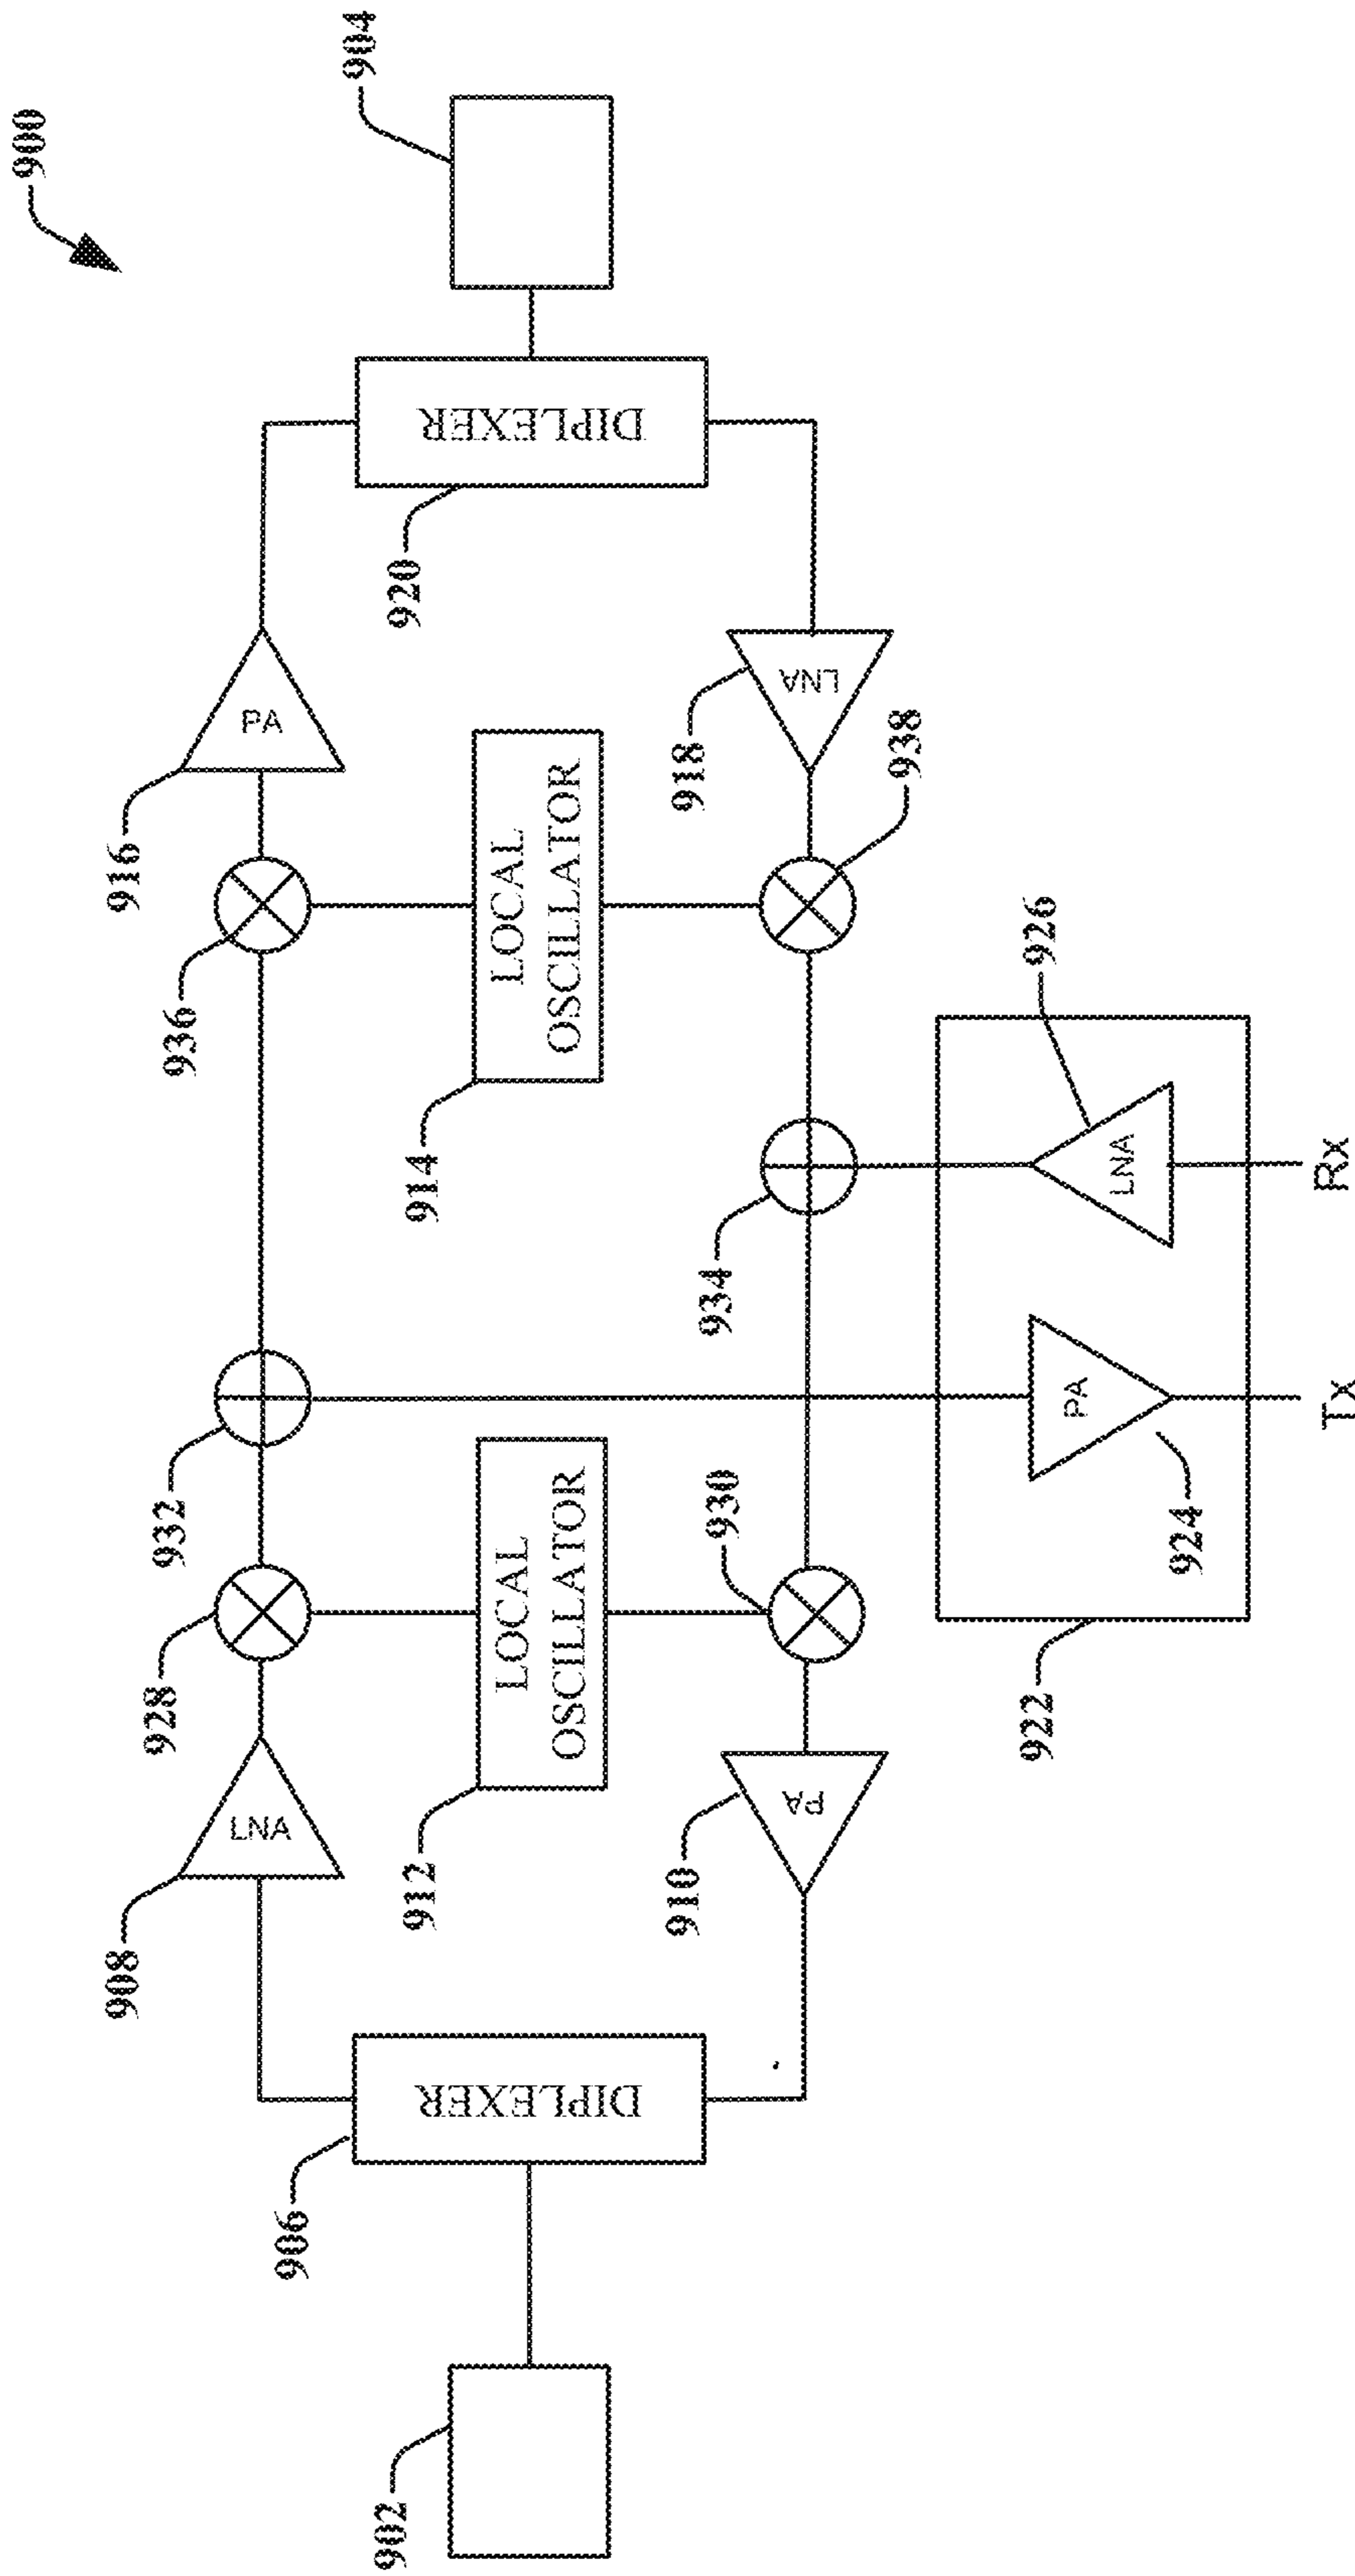 900
908
928
932
936
916
LNA
PA
906
904
902
912
914
920
DIPLEXER
LOCAL
OSCILLATOR
LOCAL
OSCILLATOR
DIPLEXER
910
930
934
918
PA
LNA
938
922
926
PA
LNA
924
Tx
Rx